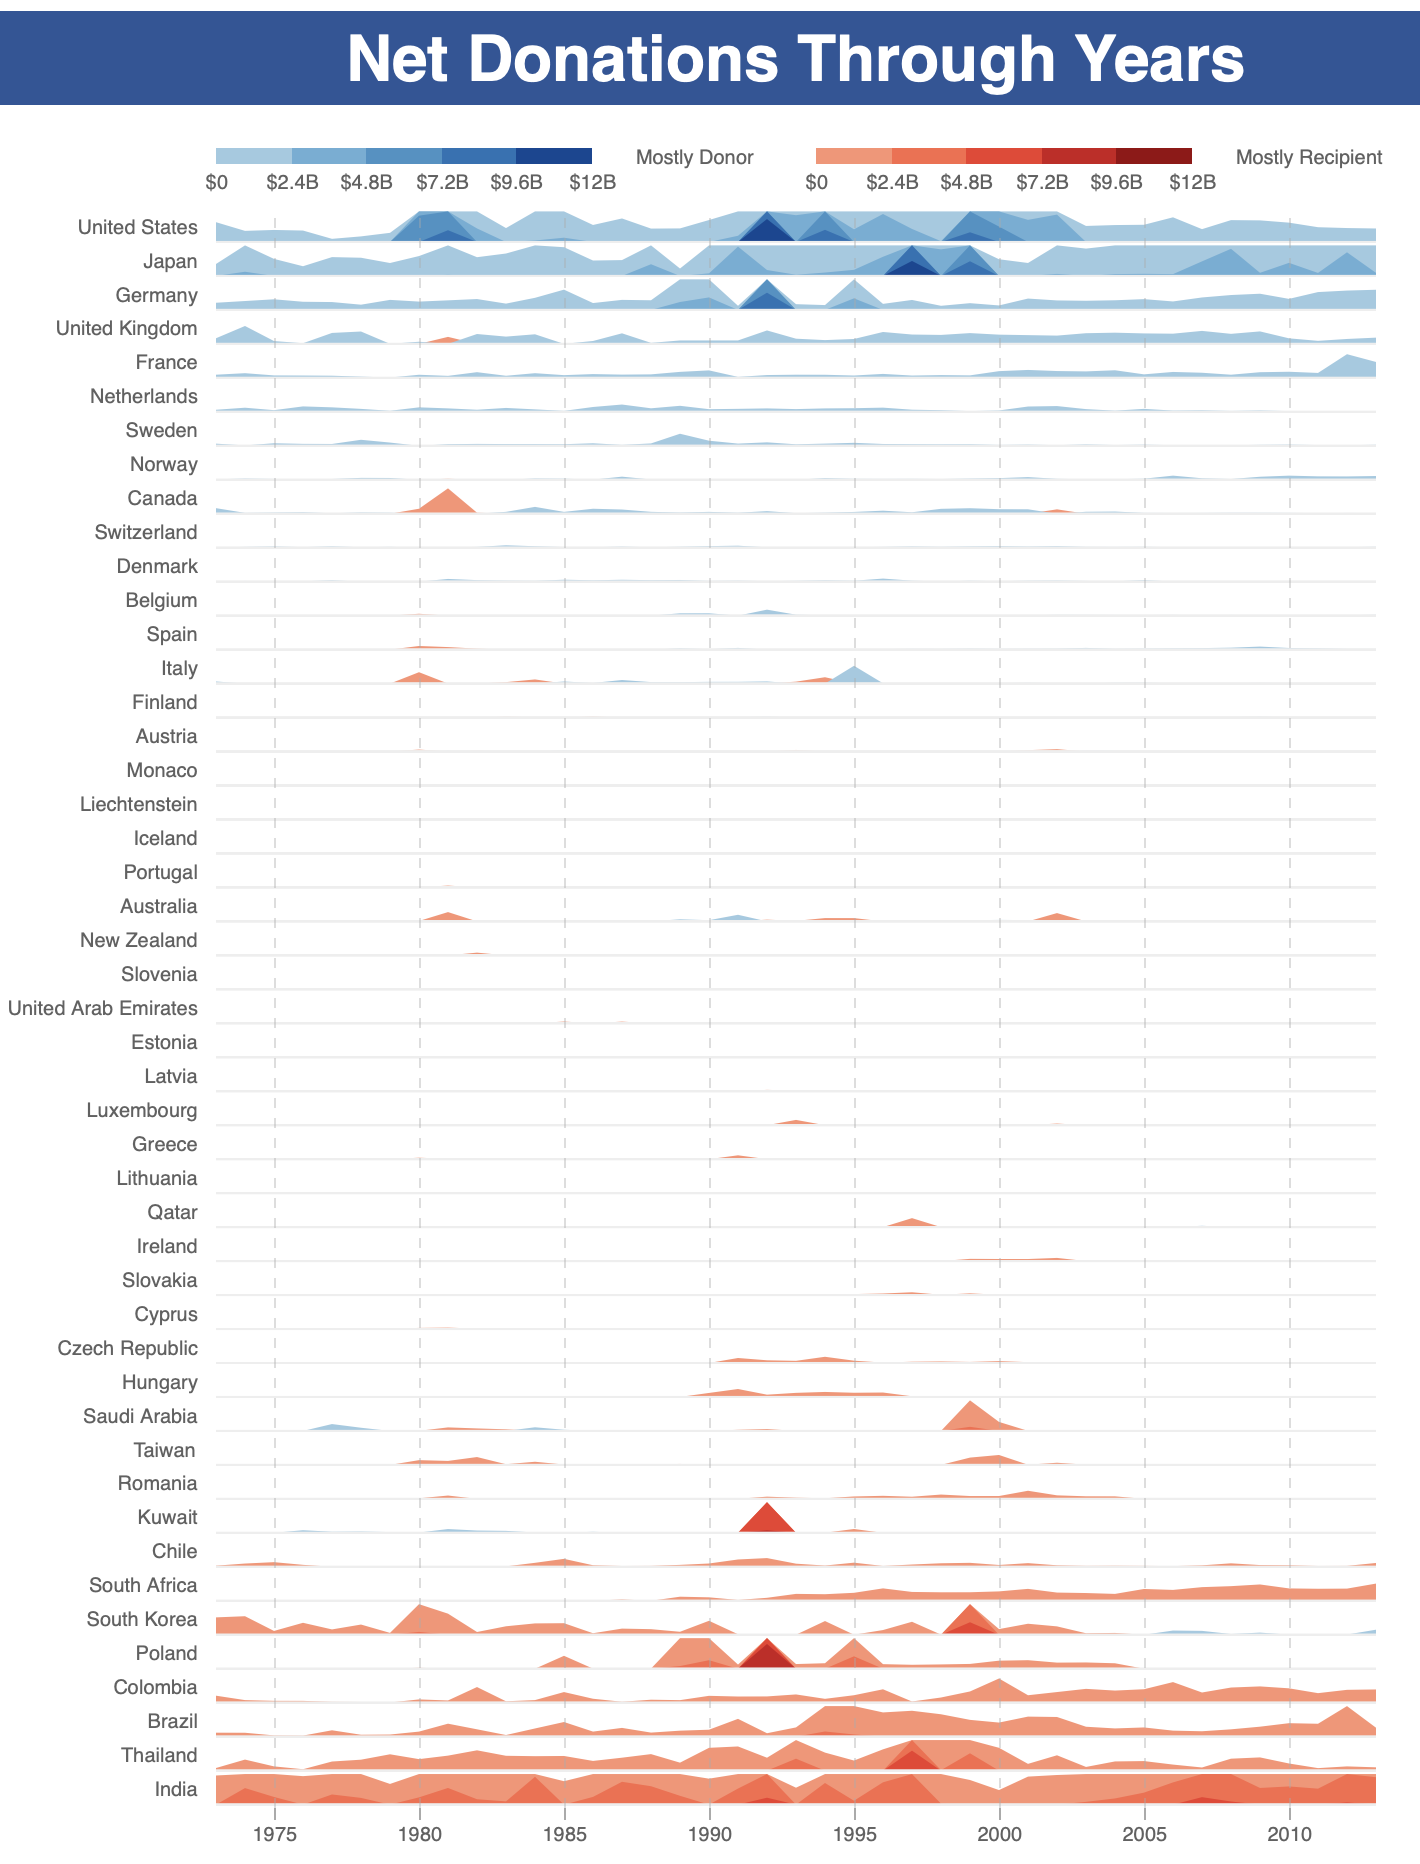 Net Donations Through Years
Mostly Donor
$0 $2.4B $4.8B $7.2B $9.6B $12B
Mostly Recipient
$0 $2.4B $4.8B $7.2B $9.6B $12B
United States
Japan
Germany
United Kingdom
France
Netherlands
Sweden
Norway
Canada
Switzerland
Denmark
Belgium
Spain
Italy
Finland
Austria
Monaco
Liechtenstein
Iceland
Portugal
Australia
New Zealand
Slovenia
United Arab Emirates
Estonia
Latvia
Luxembourg
Greece
Lithuania
Qatar
Ireland
Slovakia
Cyprus
Czech Republic
Hungary
Saudi Arabia
Taiwan
Romania
Kuwait
Chile
South Africa
South Korea
Poland
Colombia
Brazil
Thailand
India
1975 1980 1985 1990 1995 2000 2005 2010